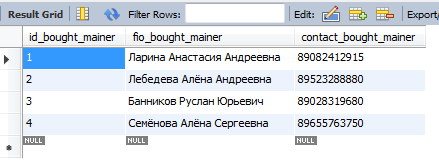 Result Grid Filter Rows: Edit: Export/
id_bought_mainer fio_bought_mainer contact_bought_mainer
1 Ларина Анастасия Андреевна 89082412915
2 Лебедева Алёна Андреевна 89523288880
3 Банников Руслан Юрьевич 89028319680
4 Семёнова Алёна Сергеевна 89655763750
NULL NULL NULL